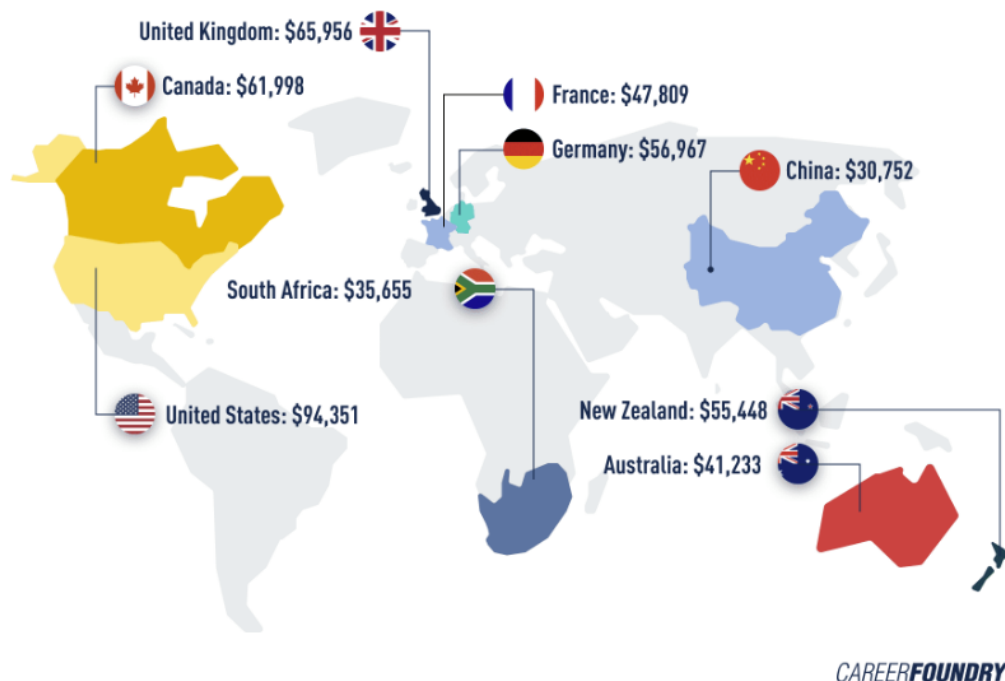 United Kingdom: $65,956
Canada: $61,998
France: $47,809
Germany: $56,967
China: $30,752
South Africa: $35,655
United States: $94,351
New Zealand: $55,448
Australia: $41,233
CAREERFOUNDRY